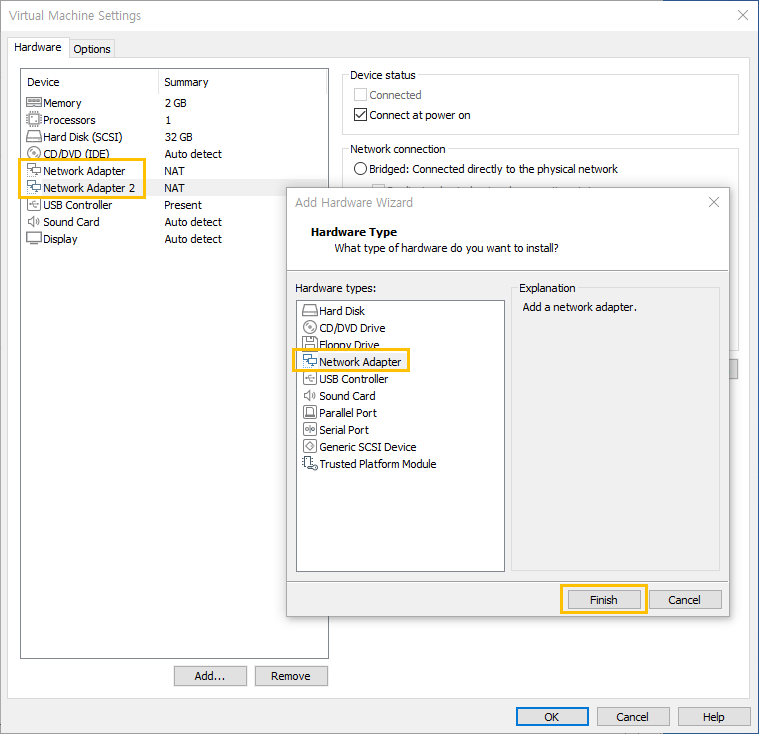 Virtual Machine Settings
Hardware
Options
Device Summary
Memory 2 GB
Processors 1
Hard Disk (SCSI) 32 GB
CD/DVD (IDE) Auto detect
Network Adapter NAT
Network Adapter 2 NAT
USB Controller Present
Sound Card Auto detect
Display Auto detect
Add...
Remove
Device status
Connected
Connect at power on
Network connection
Bridged: Connected directly to the physical network
Add Hardware Wizard
Hardware Type
What type of hardware do you want to install?
Hardware types:
Hard Disk
CD/DVD Drive
Floppy Drive
Network Adapter
USB Controller
Sound Card
Parallel Port
Serial Port
Generic SCSI Device
Trusted Platform Module
Explanation
Add a network adapter.
Finish
Cancel
OK
Cancel
Help